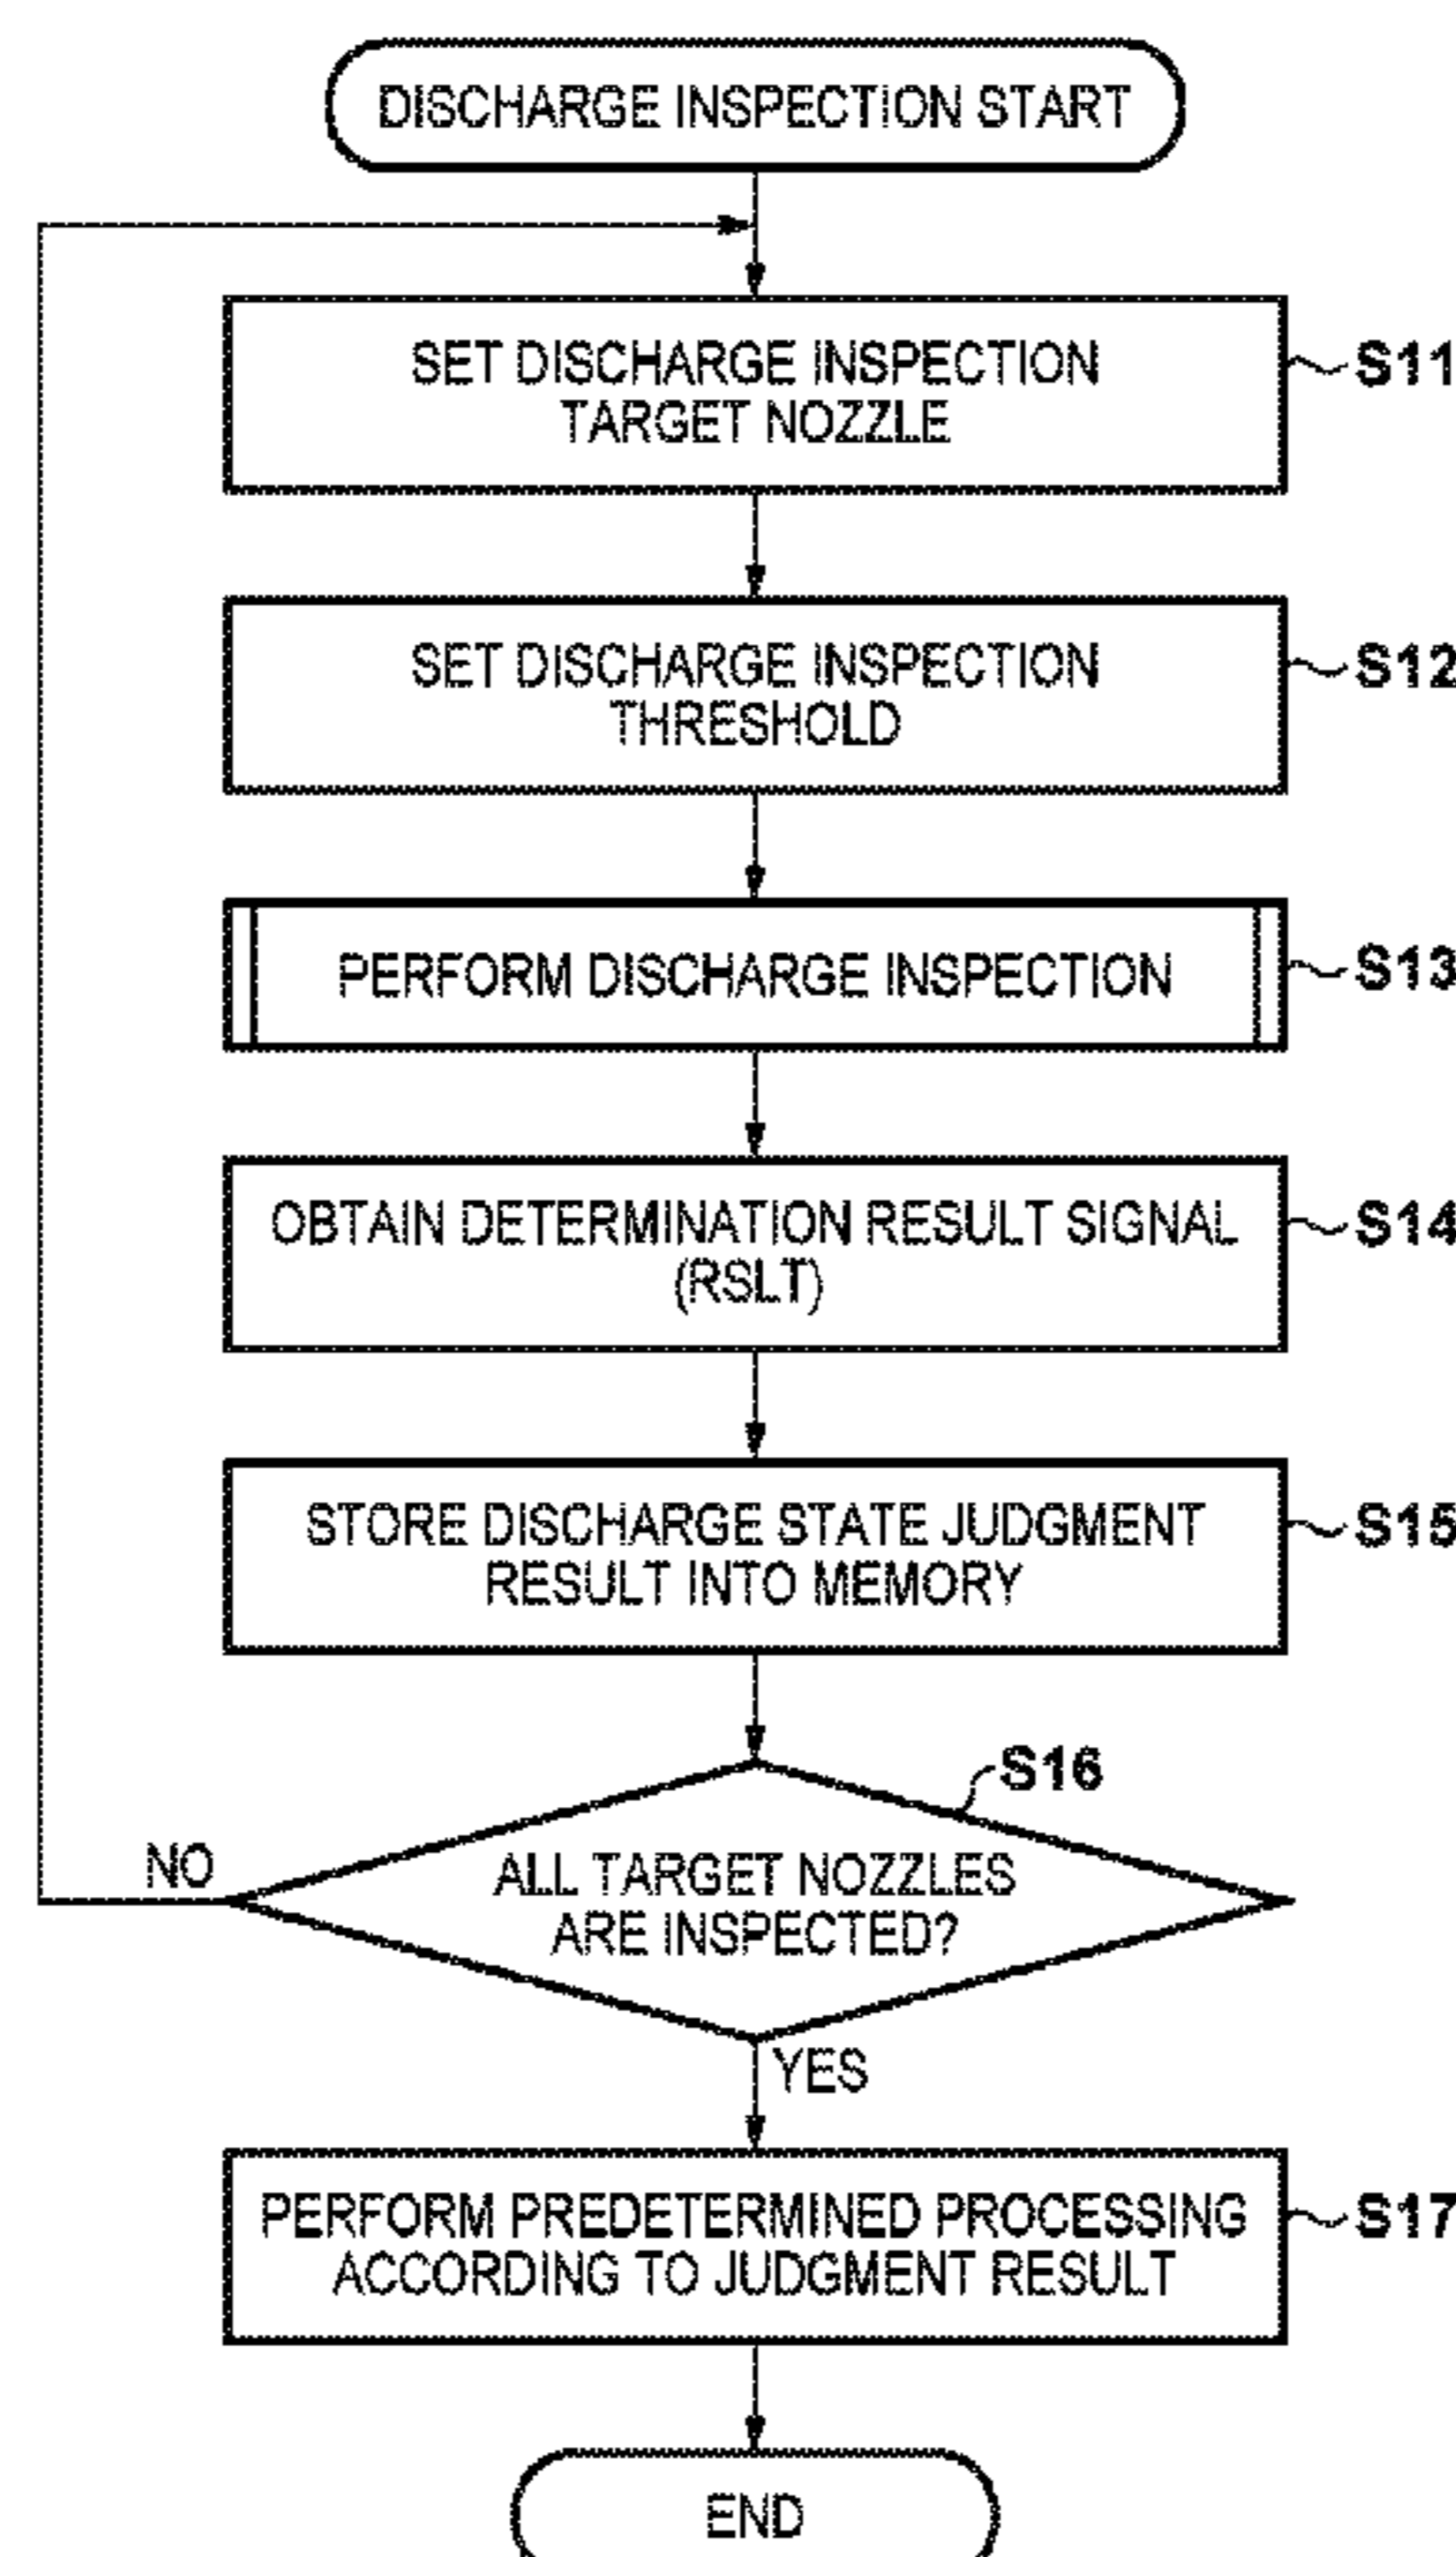 DISCHARGE INSPECTION START
SET DISCHARGE INSPECTION
TARGET NOZZLE
S11
SET DISCHARGE INSPECTION
THRESHOLD
S12
PERFORM DISCHARGE INSPECTION
S13
OBTAIN DETERMINATION RESULT SIGNAL
(RSLT)
S14
STORE DISCHARGE STATE JUDGMENT
RESULT INTO MEMORY
S15
S16
NO
ALL TARGET NOZZLES
ARE INSPECTED?
YES
PERFORM PREDETERMINED PROCESSING
ACCORDING TO JUDGMENT RESULT
S17
END